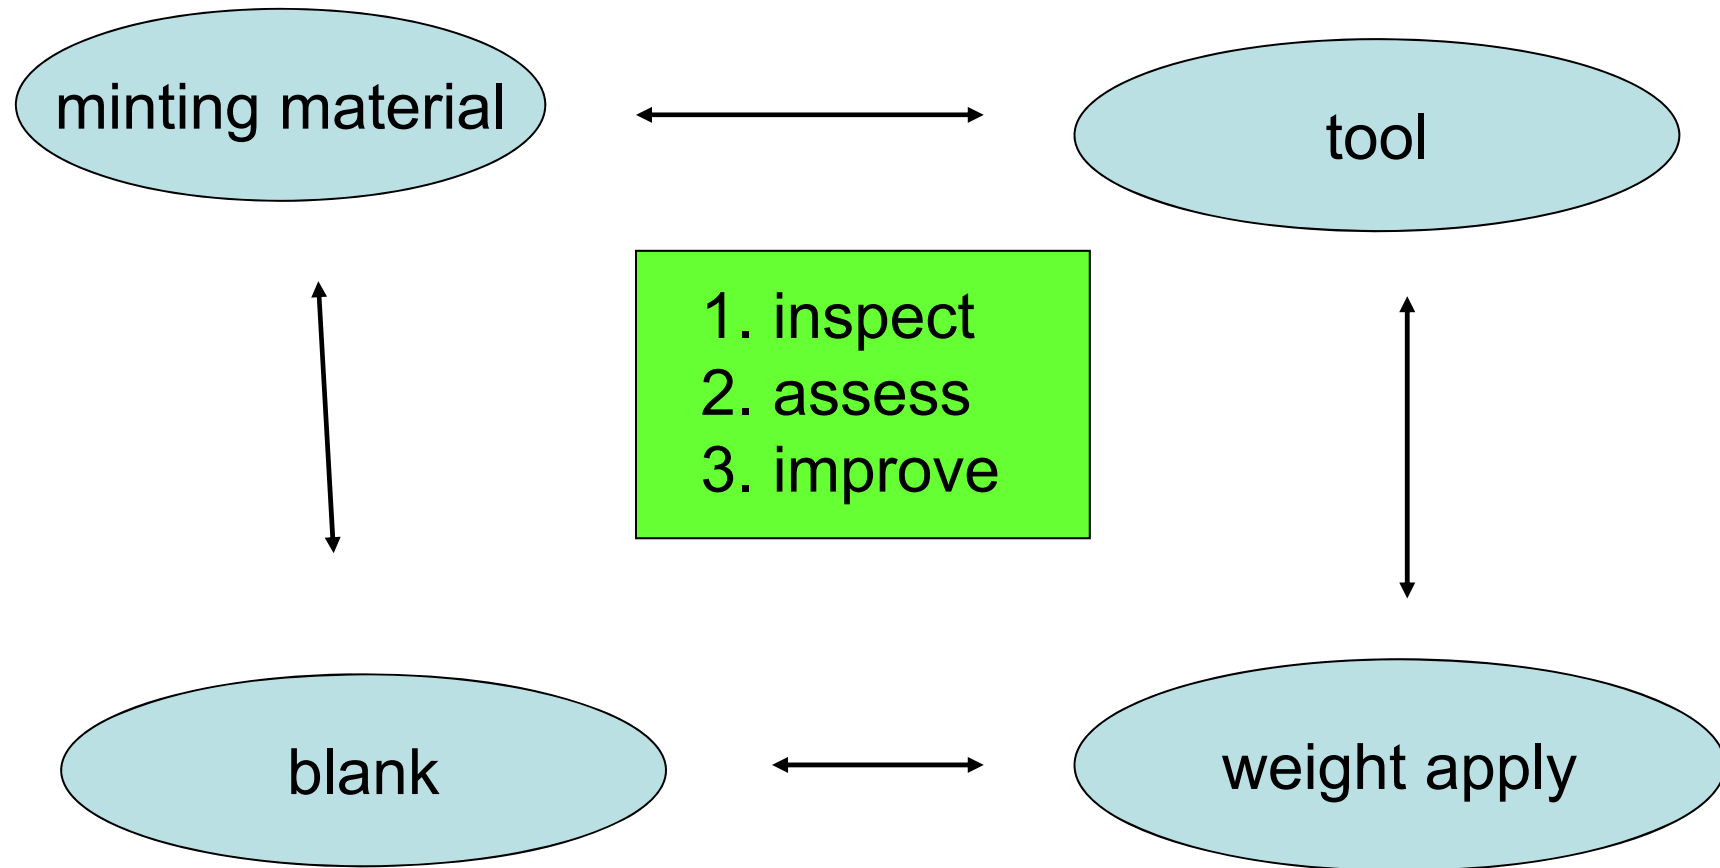 minting material
tool
1. inspect
2. assess
3. improve
blank
weight apply